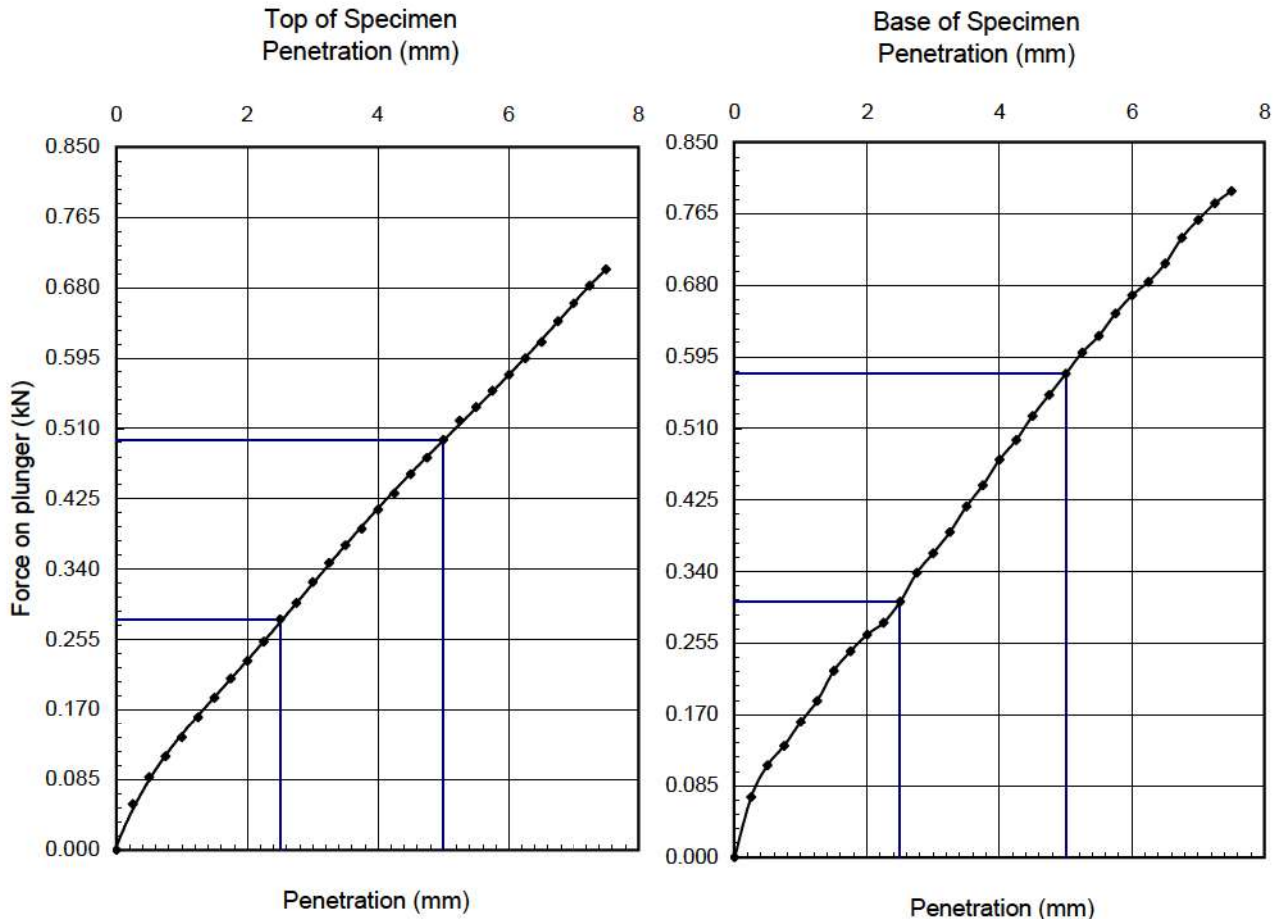 Top of Specimen
Penetration (mm)
0 2 4 6 8
0.850
0.765
0.680
0.595
0.510
0.425
0.340
0.255
0.170
0.085
0.000
Force on plunger (kN)
Penetration (mm)
Base of Specimen
Penetration (mm)
0 2 4 6 8
0.850
0.765
0.680
0.595
0.510
0.425
0.340
0.255
0.170
0.085
0.000
Penetration (mm)